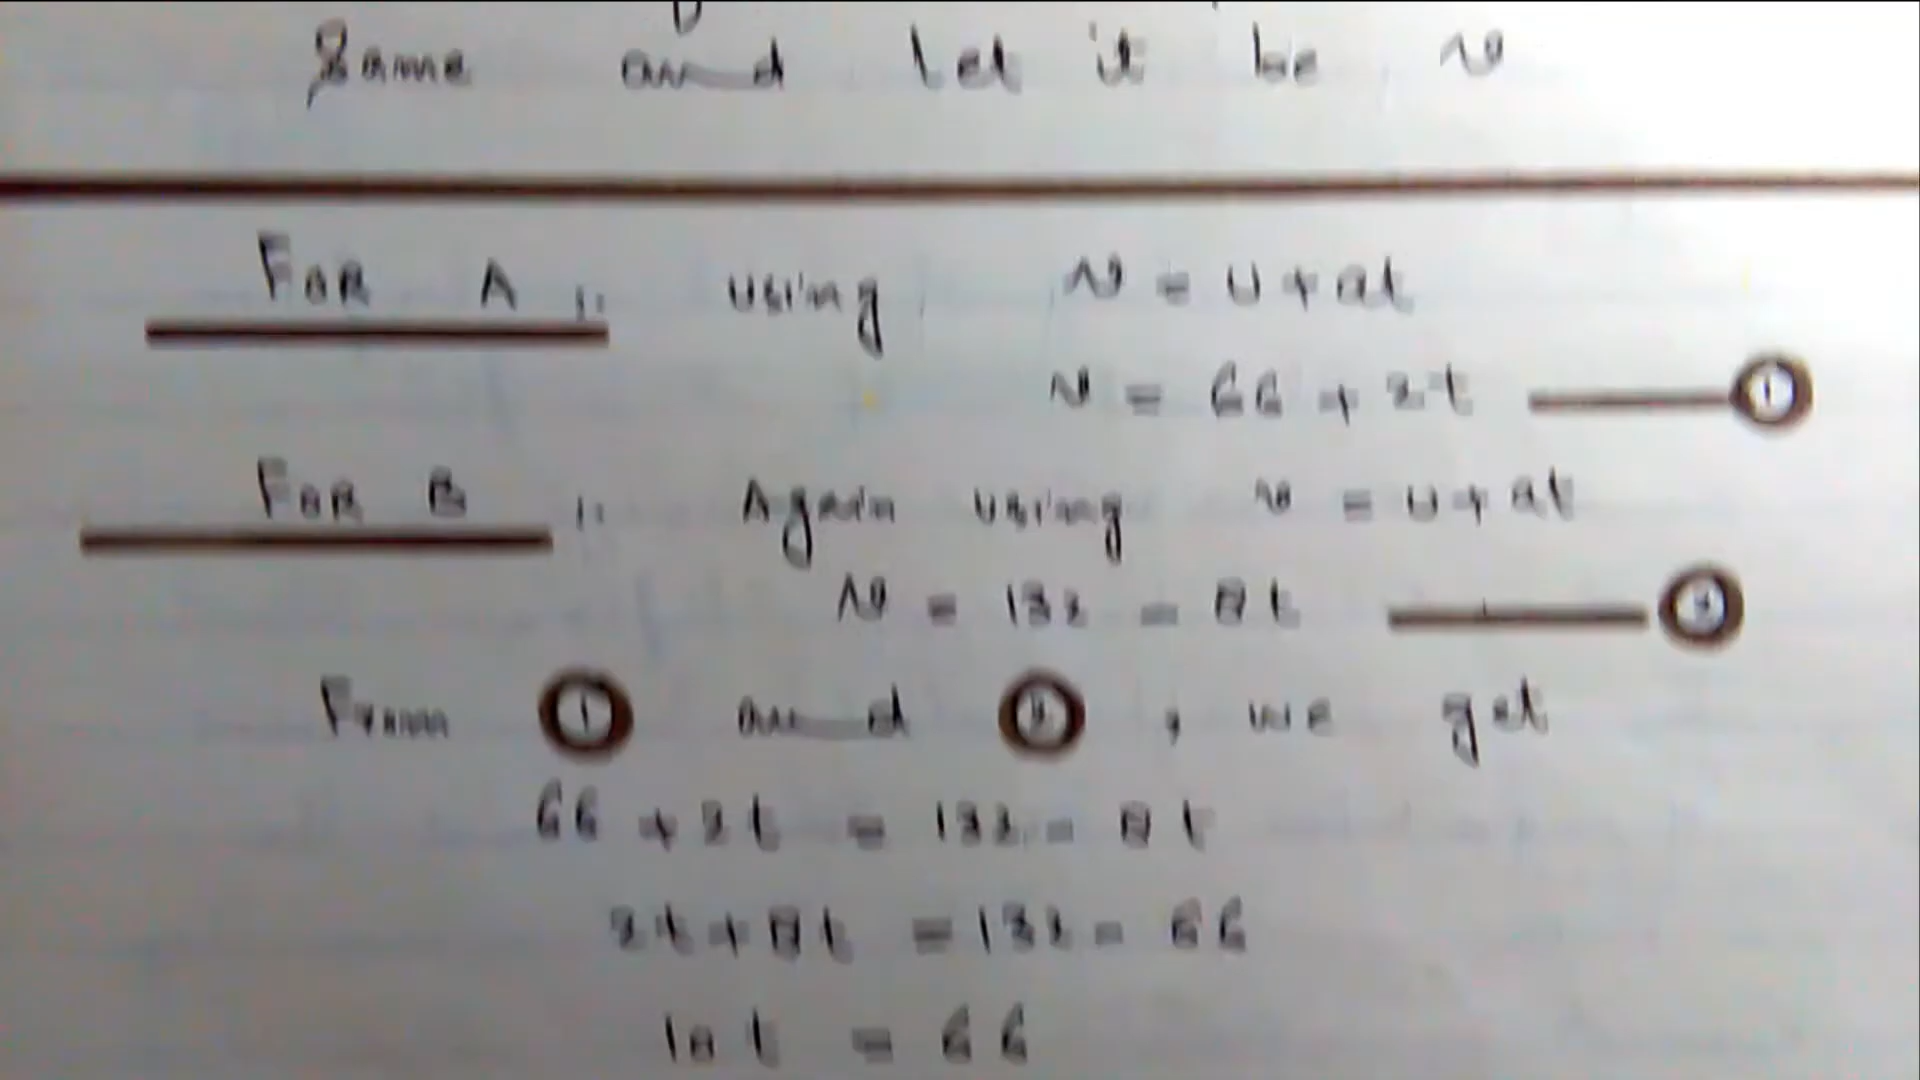 Same and let it be v
FOR A :: using v = u + at
v = 66 + 2t — 1
FOR B :: Again using v = u + at
v = 132 - 8t — 2
From 1 and 2 , we get
66 + 2t = 132 - 8t
2t + 8t = 132 - 66
10t = 66